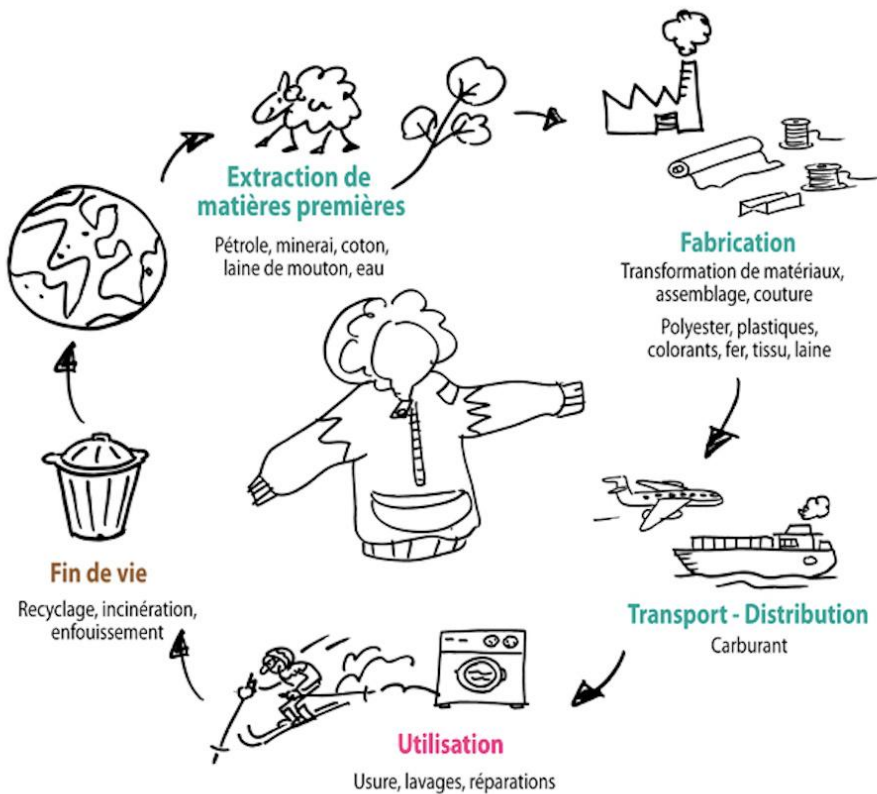 Extraction de
matières premières
Pétrole, minerai, coton,
laine de mouton, eau
Fabrication
Transformation de matériaux,
assemblage, couture
Polyester, plastiques,
colorants, fer, tissu, laine
Transport - Distribution
Carburant
Utilisation
Usure, lavages, réparations
Fin de vie
Recyclage, incinération,
enfouissement